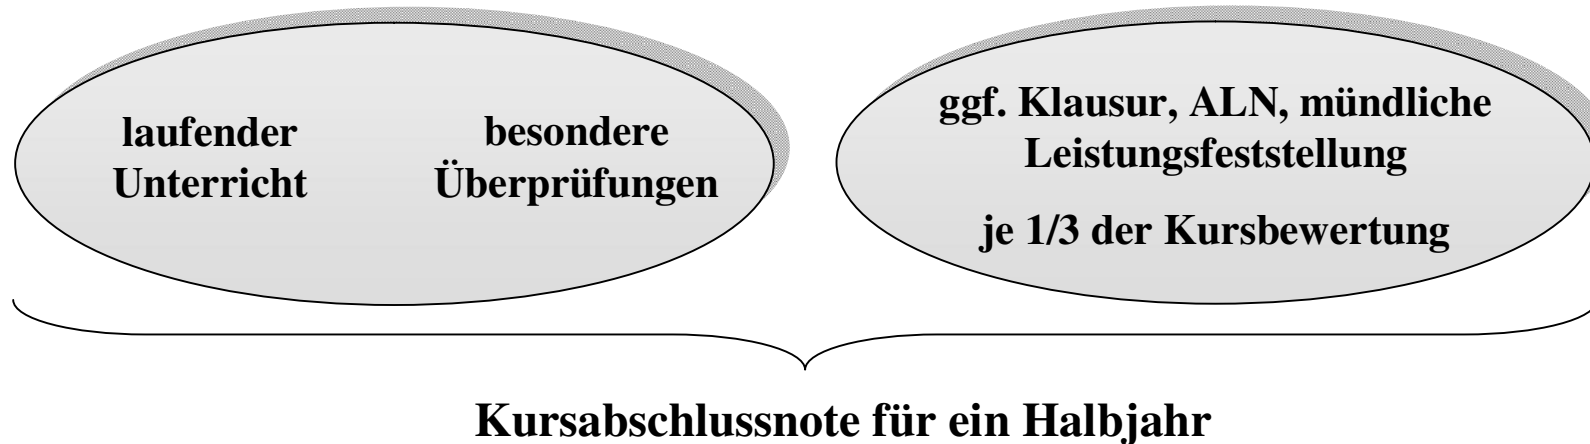 laufender
Unterricht
besondere
Überprüfungen
ggf. Klausur, ALN, mündliche
Leistungsfeststellung
je 1/3 der Kursbewertung
Kursabschlussnote für ein Halbjahr